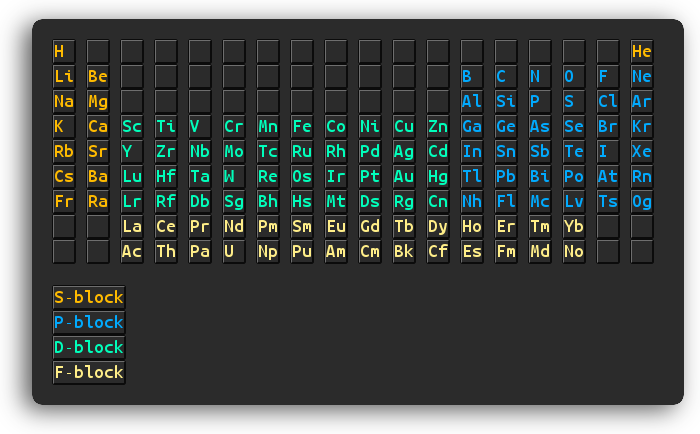 H He
Li Be B C N O F Ne
Na Mg Al Si P S Cl Ar
K Ca Sc Ti V Cr Mn Fe Co Ni Cu Zn Ga Ge As Se Br Kr
Rb Sr Y Zr Nb Mo Tc Ru Rh Pd Ag Cd In Sn Sb Te I Xe
Cs Ba Lu Hf Ta W Re Os Ir Pt Au Hg Tl Pb Bi Po At Rn
Fr Ra Lr Rf Db Sg Bh Hs Mt Ds Rg Cn Nh Fl Mc Lv Ts Og
La Ce Pr Nd Pm Sm Eu Gd Tb Dy Ho Er Tm Yb
Ac Th Pa U Np Pu Am Cm Bk Cf Es Fm Md No
S-block
P-block
D-block
F-block